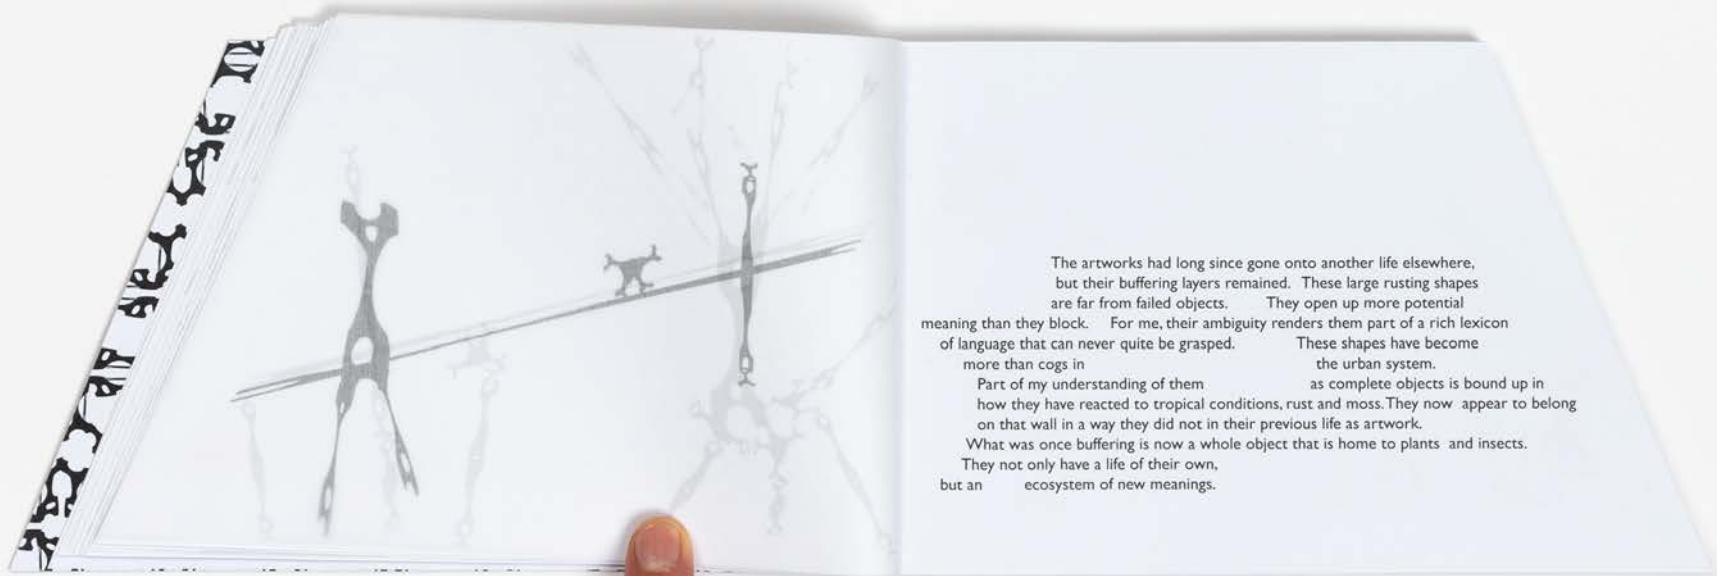 The artworks had long since gone onto another life elsewhere,
but their buffering layers remained. These large rusting shapes
are far from failed objects. They open up more potential
meaning than they block. For me, their ambiguity renders them part of a rich lexicon
of language that can never quite be grasped. These shapes have become
more than cogs in the urban system.
Part of my understanding of them as complete objects is bound up in
how they have reacted to tropical conditions, rust and moss. They now appear to belong
on that wall in a way they did not in their previous life as artwork.
What was once buffering is now a whole object that is home to plants and insects.
They not only have a life of their own,
but an ecosystem of new meanings.